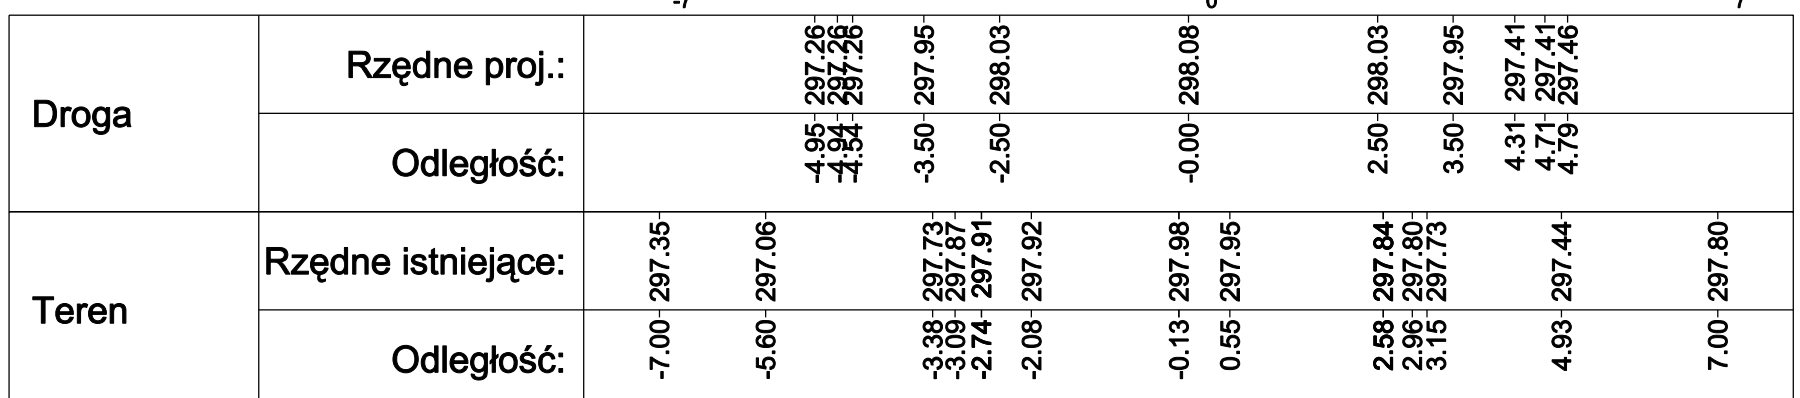 -7 0 7
Droga
Rzędne proj.: 297.26 297.26 297.26 297.95 298.03 298.08 298.03 297.95 297.41 297.41 297.46
Odległość: -4.95 -4.94 -4.54 -3.50 -2.50 -0.00 2.50 3.50 4.31 4.71 4.79
Teren
Rzędne istniejące: 297.35 297.06 297.73 297.87 297.91 297.92 297.98 297.95 297.84 297.80 297.73 297.44 297.80
Odległość: -7.00 -5.60 -3.38 -3.09 -2.74 -2.08 -0.13 0.55 2.58 2.96 3.15 4.93 7.00